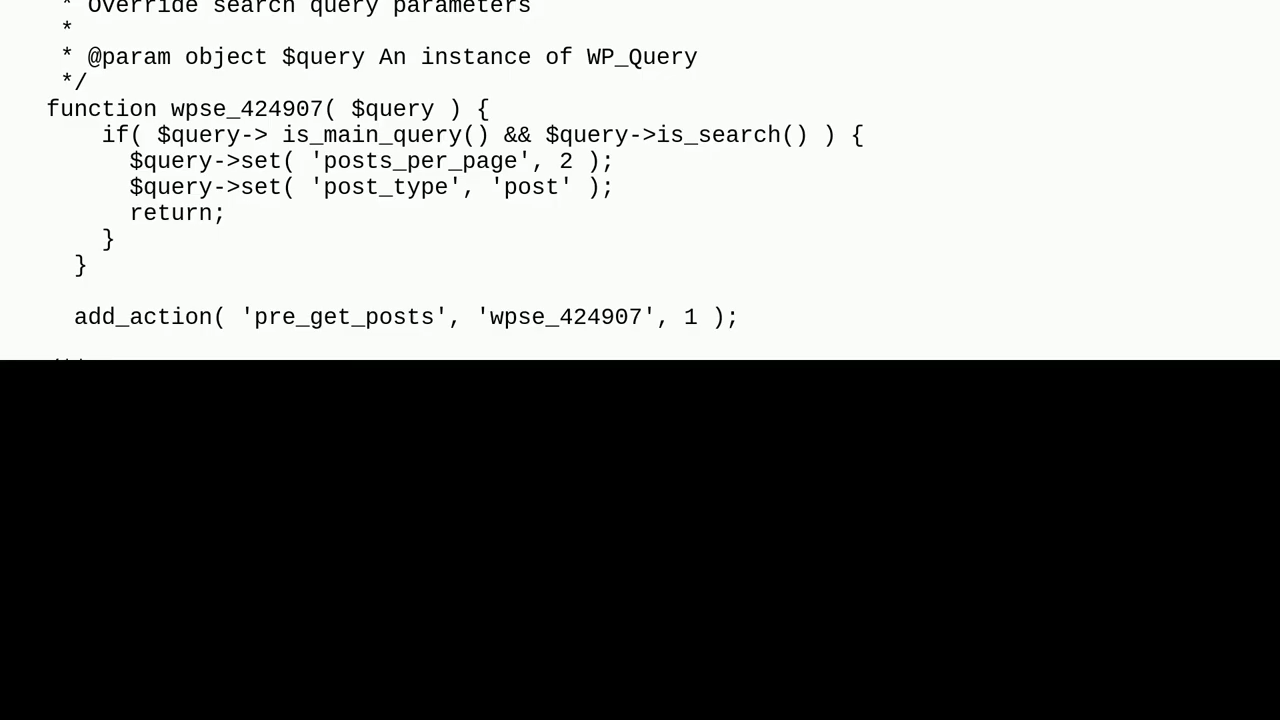 * Override search query parameters
*
* @param object $query An instance of WP_Query
*/
function wpse_424907( $query ) {
if( $query-> is_main_query() && $query->is_search() ) {
$query->set( 'posts_per_page', 2 );
$query->set( 'post_type', 'post' );
return;
}
}
add_action( 'pre_get_posts', 'wpse_424907', 1 );